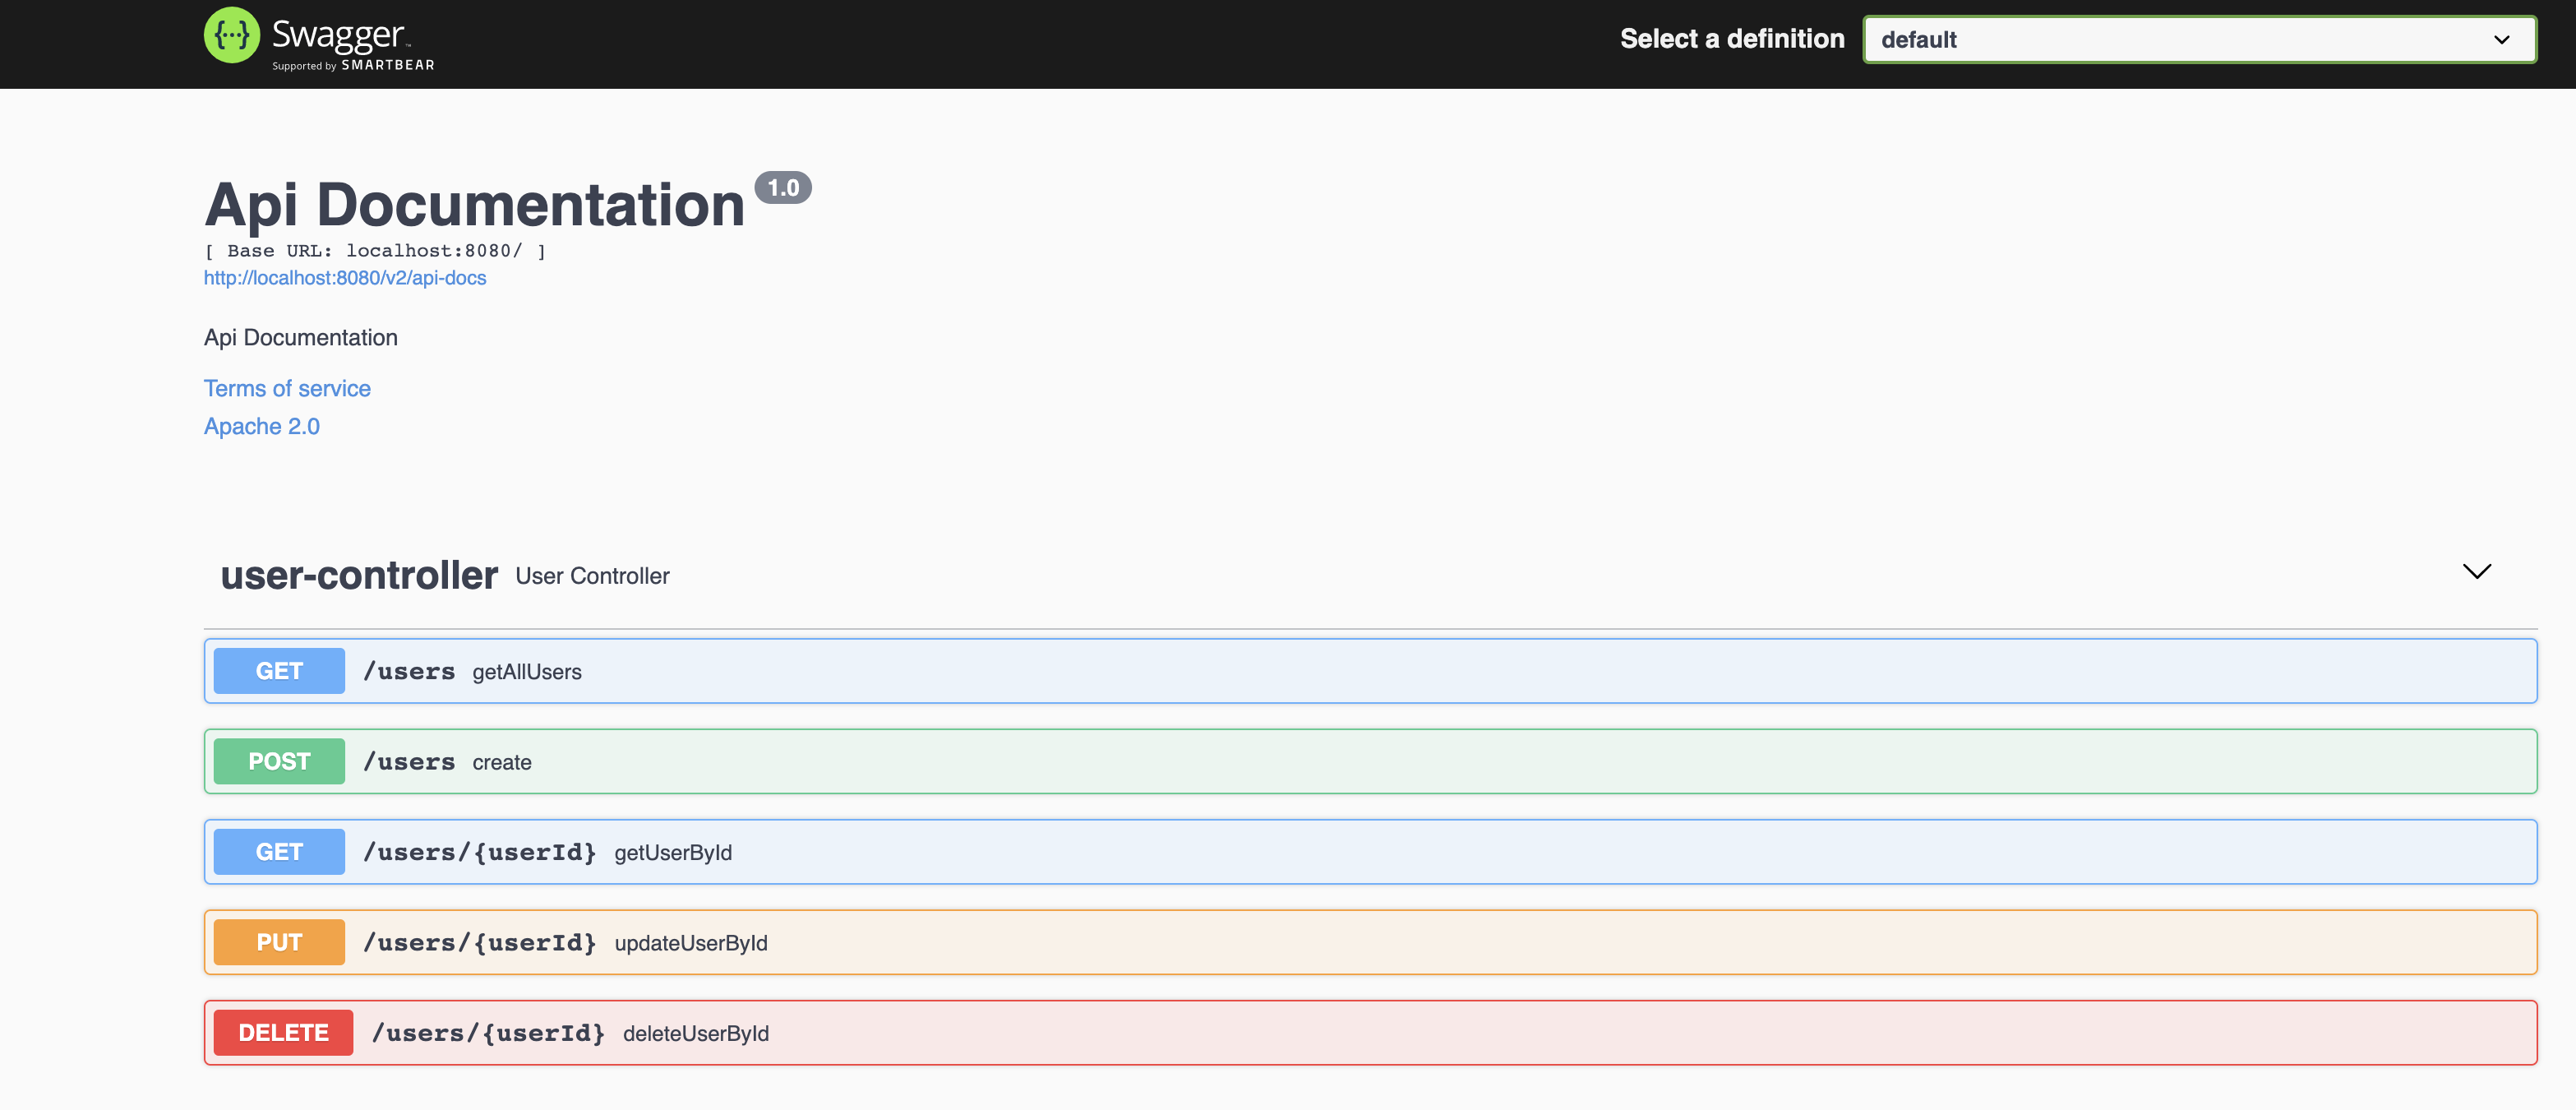 {···} Swagger™
Supported by SMARTBEAR
Select a definition default
Api Documentation 1.0
[ Base URL: localhost:8080/ ]
http://localhost:8080/v2/api-docs
Api Documentation
Terms of service
Apache 2.0
user-controller User Controller
GET /users getAllUsers
POST /users create
GET /users/{userId} getUserById
PUT /users/{userId} updateUserById
DELETE /users/{userId} deleteUserById